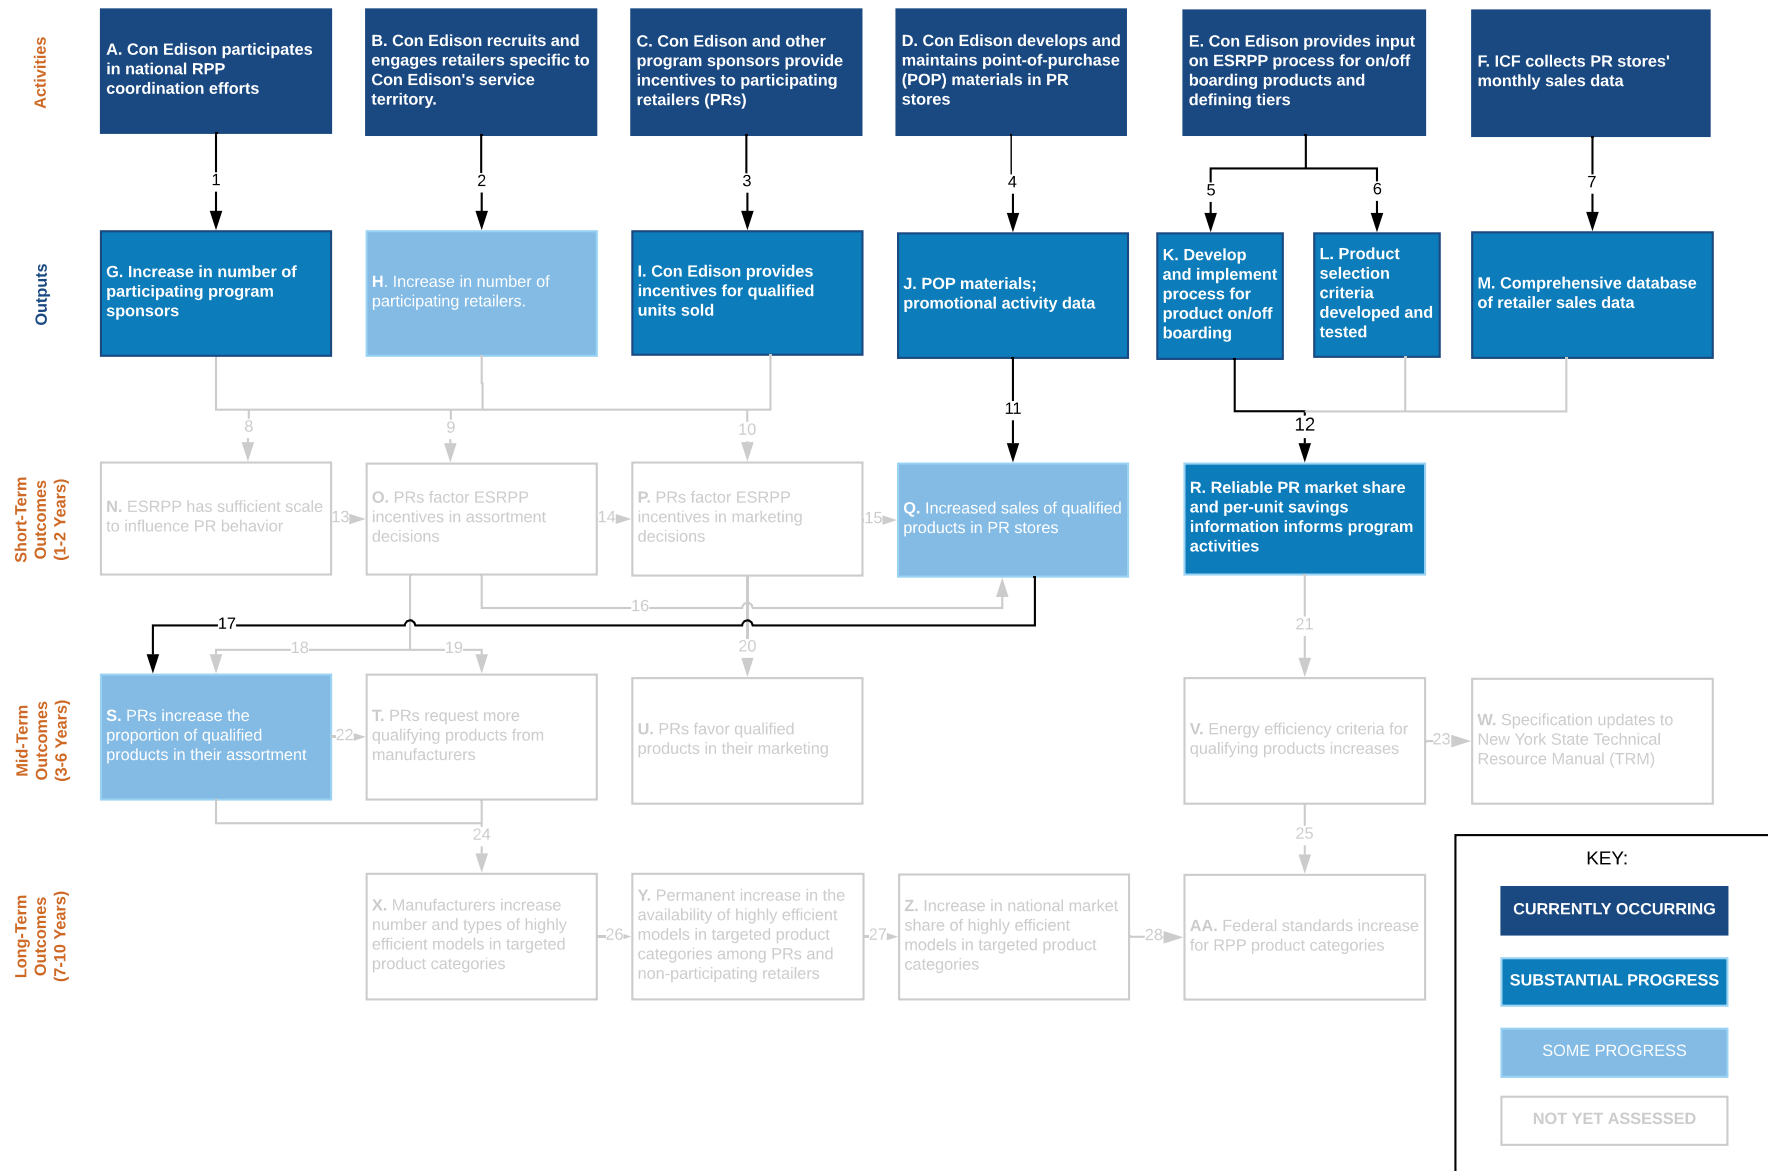 Activities
A. Con Edison participates
in national RPP
coordination efforts
B. Con Edison recruits and
engages retailers specific to
Con Edison's service
territory.
C. Con Edison and other
program sponsors provide
incentives to participating
retailers (PRs)
D. Con Edison develops and
maintains point-of-purchase
(POP) materials in PR
stores
E. Con Edison provides input
on ESRPP process for on/off
boarding products and
defining tiers
F. ICF collects PR stores'
monthly sales data
1
2
3
4
5
6
7
Outputs
G. Increase in number of
participating program
sponsors
H. Increase in number of
participating retailers.
I. Con Edison provides
incentives for qualified
units sold
J. POP materials;
promotional activity data
K. Develop
and implement
process for
product on/off
boarding
L. Product
selection
criteria
developed and
tested
M. Comprehensive database
of retailer sales data
8
9
10
11
12
Short-Term
Outcomes
(1-2 Years)
N. ESRPP has sufficient scale
to influence PR behavior
13
O. PRs factor ESRPP
incentives in assortment
decisions
14
P. PRs factor ESRPP
incentives in marketing
decisions
15
Q. Increased sales of qualified
products in PR stores
R. Reliable PR market share
and per-unit savings
information informs program
activities
16
17
18
19
20
21
Mid-Term
Outcomes
(3-6 Years)
S. PRs increase the
proportion of qualified
products in their assortment
22
T. PRs request more
qualifying products from
manufacturers
U. PRs favor qualified
products in their marketing
V. Energy efficiency criteria for
qualifying products increases
23
W. Specification updates to
New York State Technical
Resource Manual (TRM)
24
25
Long-Term
Outcomes
(7-10 Years)
X. Manufacturers increase
number and types of highly
efficient models in targeted
product categories
26
Y. Permanent increase in the
availability of highly efficient
models in targeted product
categories among PRs and
non-participating retailers
27
Z. Increase in national market
share of highly efficient
models in targeted product
categories
28
AA. Federal standards increase
for RPP product categories
KEY:
CURRENTLY OCCURRING
SUBSTANTIAL PROGRESS
SOME PROGRESS
NOT YET ASSESSED